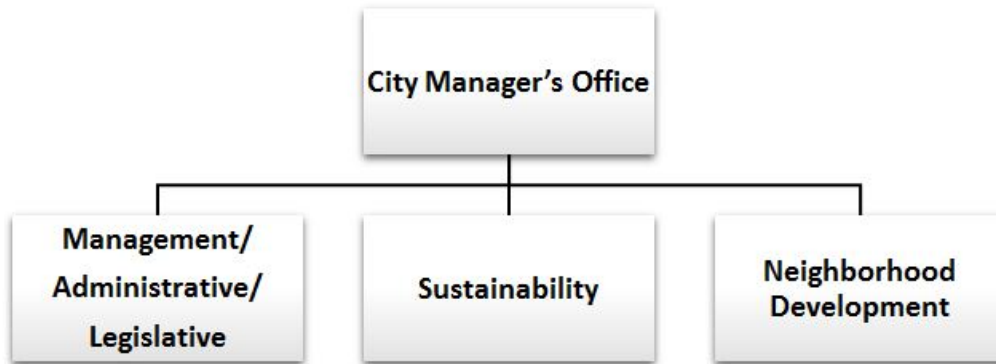 City Manager’s Office
Management/
Administrative/
Legislative
Sustainability
Neighborhood
Development